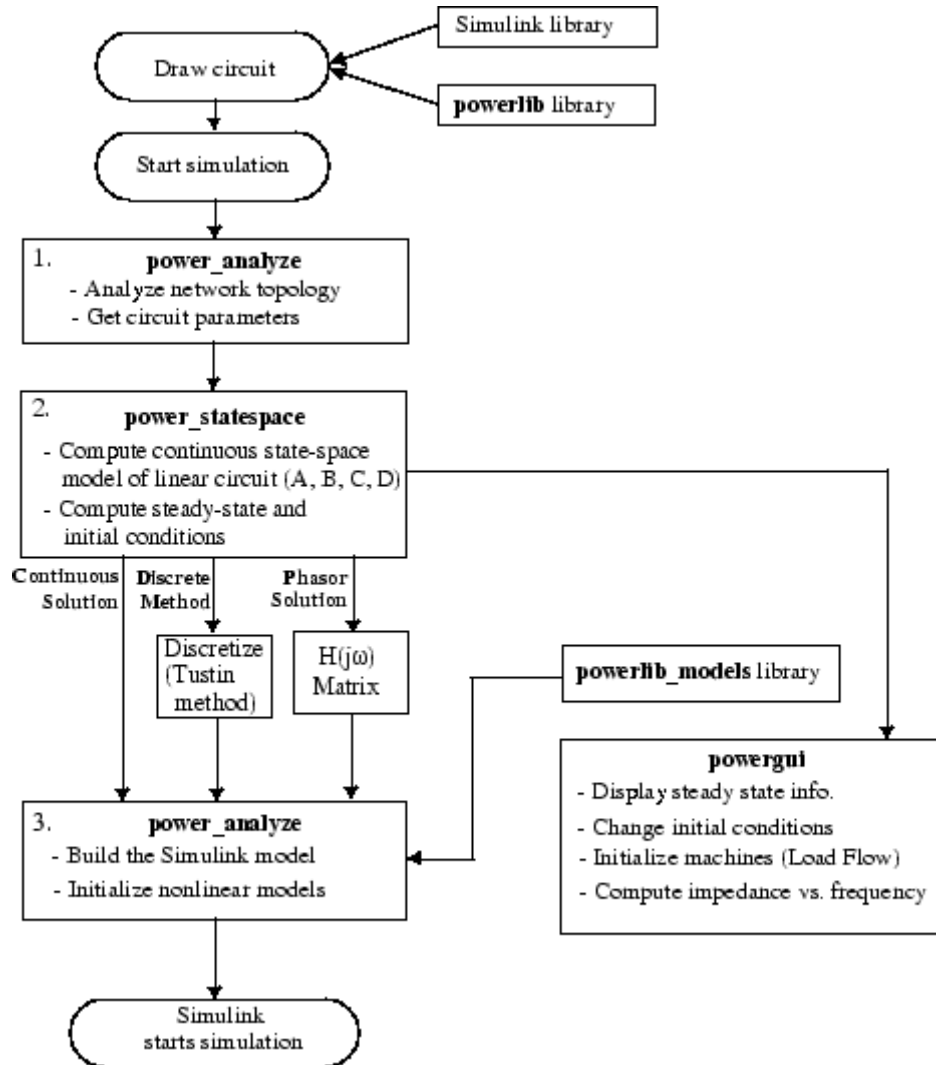 Simulink library
Draw circuit
powerlib library
Start simulation
1.
power_analyze
- Analyze network topology
- Get circuit parameters
2.
power_statespace
- Compute continuous state-space
model of linear circuit (A, B, C, D)
- Compute steady-state and
initial conditions
Continuous
Solution
Discrete
Method
Phasor
Solution
Discretize
(Tustin
method)
H(jω)
Matrix
powerlib_models library
powergui
- Display steady state info.
- Change initial conditions
- Initialize machines (Load Flow)
- Compute impedance vs. frequency
3.
power_analyze
- Build the Simulink model
- Initialize nonlinear models
Simulink
starts simulation